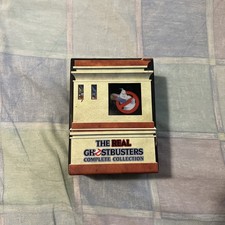 THE REAL
GHOSTBUSTERS
COMPLETE COLLECTION